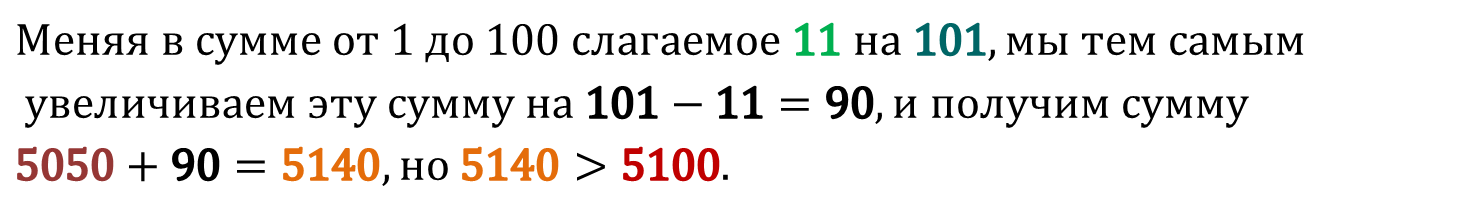 Меняя в сумме от 1 до 100 слагаемое 11 на 101, мы тем самым
увеличиваем эту сумму на 101 − 11 = 90, и получим сумму
5050 + 90 = 5140, но 5140 > 5100.